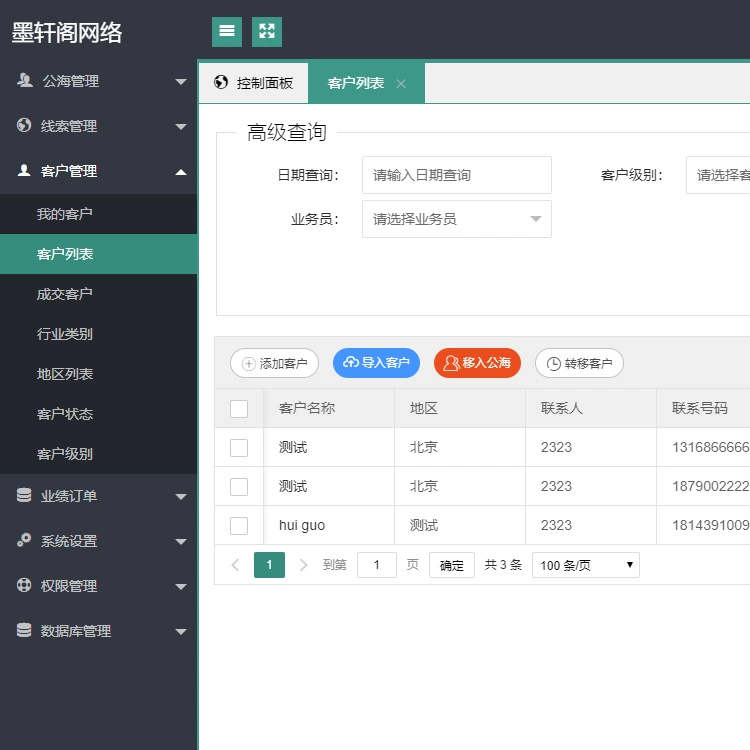 墨轩阁网络
公海管理
线索管理
客户管理
我的客户
客户列表
成交客户
行业类别
地区列表
客户状态
客户级别
业绩订单
系统设置
权限管理
数据库管理
控制面板 客户列表
高级查询
日期查询： 请输入日期查询 客户级别： 请选择客
业务员： 请选择业务员
添加客户 导入客户 移入公海 转移客户
客户名称 地区 联系人 联系号码
测试 北京 2323 1316866666
测试 北京 2323 1879002222
hui guo 测试 2323 1814391009
1 到第 1 页 确定 共 3 条 100 条/页